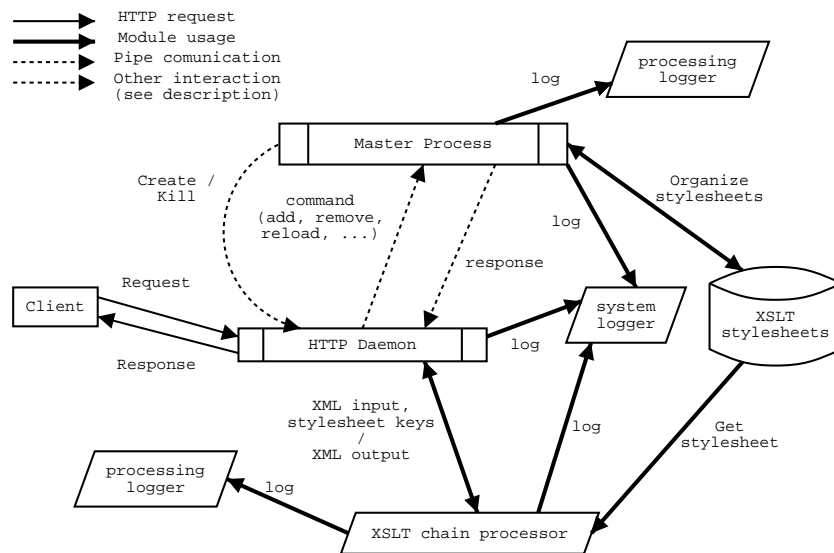 HTTP request
Module usage
Pipe comunication
Other interaction
(see description)
processing
logger
log
Master Process
Create /
Kill
command
(add, remove,
reload, ...)
Organize
stylesheets
log
response
Request
Client
system
logger
XSLT
stylesheets
HTTP Daemon
log
Response
XML input,
stylesheet keys
/
XML output
log
Get
stylesheet
processing
logger
log
XSLT chain processor